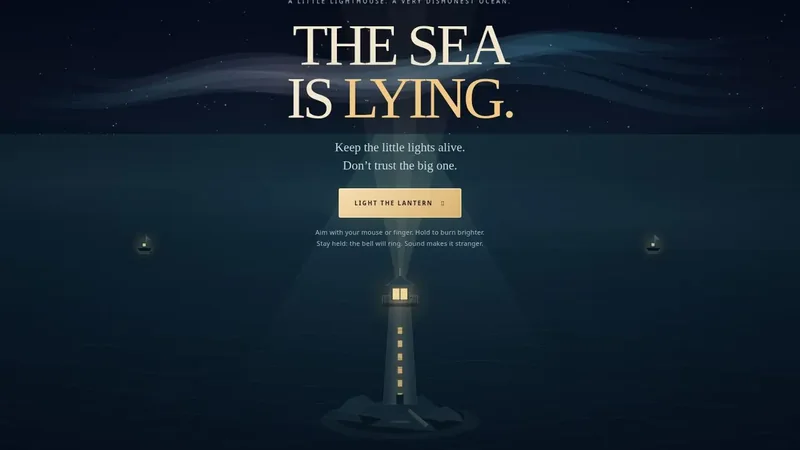 A LITTLE LIGHTHOUSE. A VERY DISHONEST OCEAN.
THE SEA
IS LYING.
Keep the little lights alive.
Don’t trust the big one.
LIGHT THE LANTERN
Aim with your mouse or finger. Hold to burn brighter.
Stay held: the bell will ring. Sound makes it stranger.